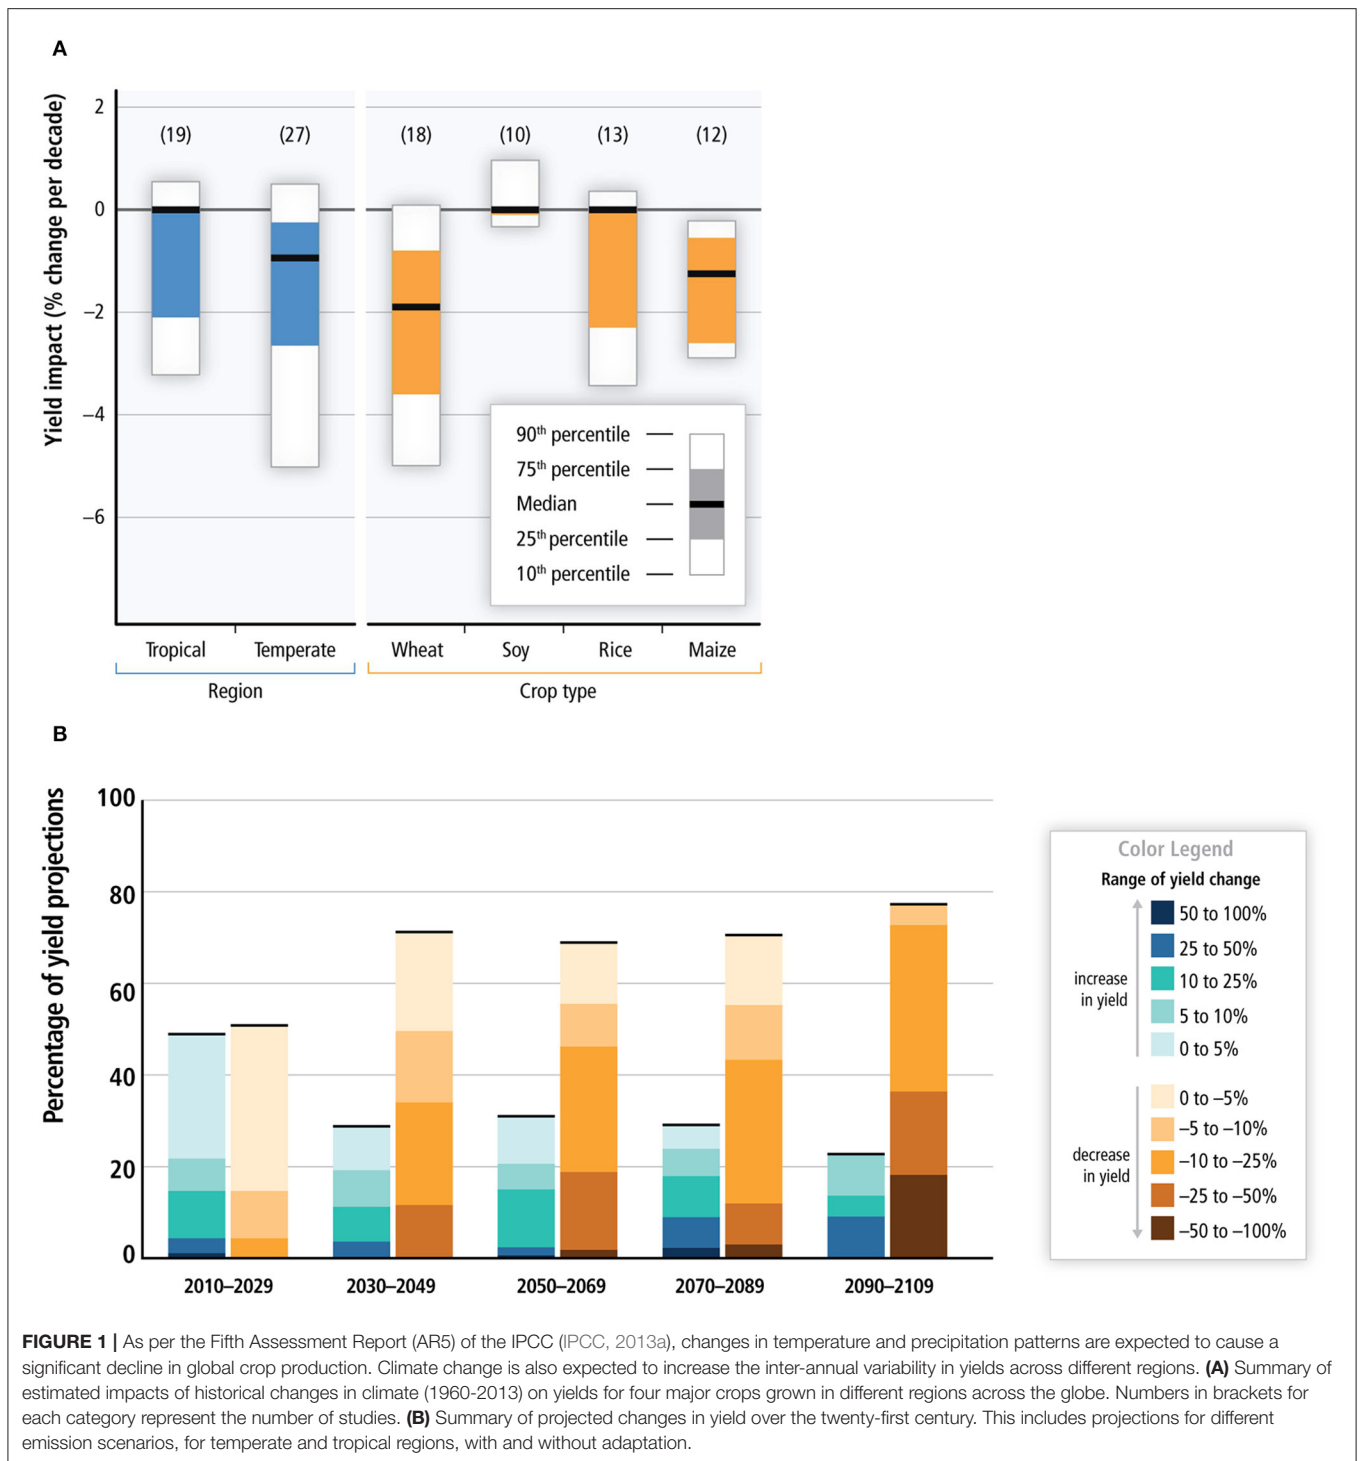 A
Yield impact (% change per decade)
2
0
−2
−4
−6
(19)
(27)
(18)
(10)
(13)
(12)
90th percentile
75th percentile
Median
25th percentile
10th percentile
Tropical
Temperate
Wheat
Soy
Rice
Maize
Region
Crop type
B
Percentage of yield projections
100
80
60
40
20
0
2010–2029
2030–2049
2050–2069
2070–2089
2090–2109
Color Legend
Range of yield change
increase
in yield
50 to 100%
25 to 50%
10 to 25%
5 to 10%
0 to 5%
decrease
in yield
0 to –5%
–5 to –10%
–10 to –25%
–25 to –50%
–50 to –100%
FIGURE 1 | As per the Fifth Assessment Report (AR5) of the IPCC (IPCC, 2013a), changes in temperature and precipitation patterns are expected to cause a
significant decline in global crop production. Climate change is also expected to increase the inter-annual variability in yields across different regions. (A) Summary of
estimated impacts of historical changes in climate (1960-2013) on yields for four major crops grown in different regions across the globe. Numbers in brackets for
each category represent the number of studies. (B) Summary of projected changes in yield over the twenty-first century. This includes projections for different
emission scenarios, for temperate and tropical regions, with and without adaptation.